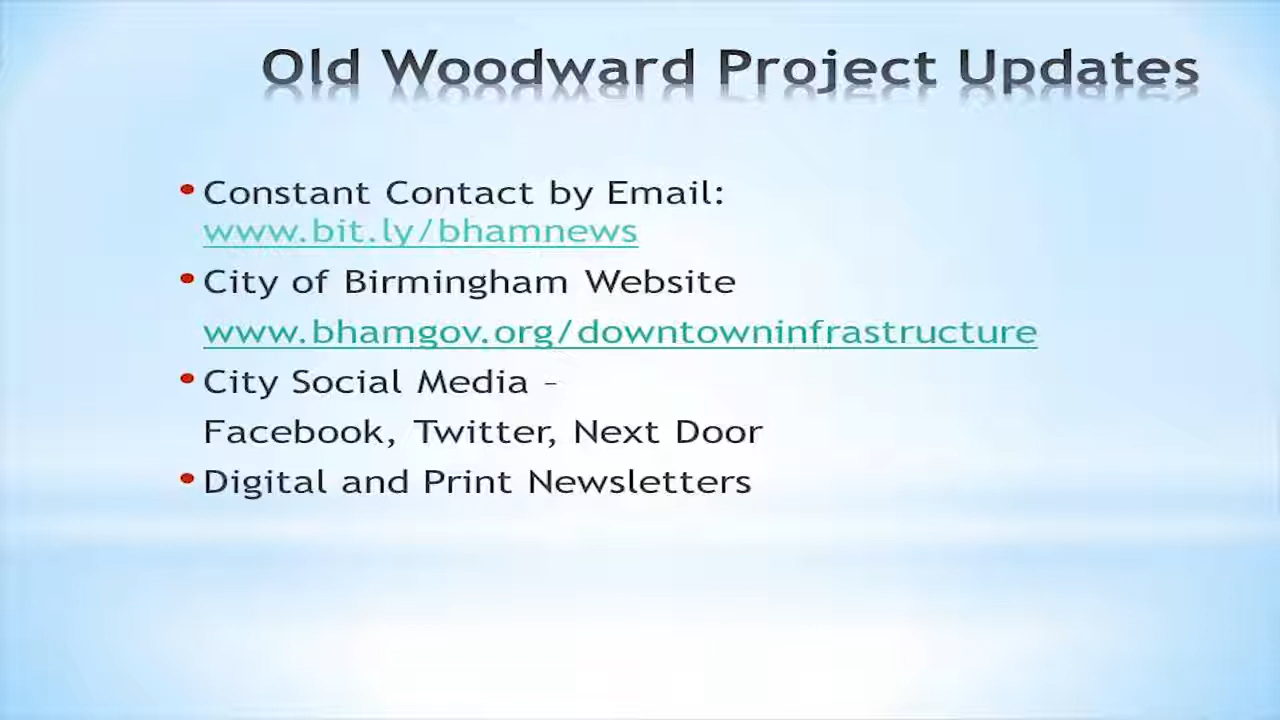 Old Woodward Project Updates
• Constant Contact by Email:
www.bit.ly/bhamnews
• City of Birmingham Website
www.bhamgov.org/downtowninfrastructure
• City Social Media –
Facebook, Twitter, Next Door
• Digital and Print Newsletters